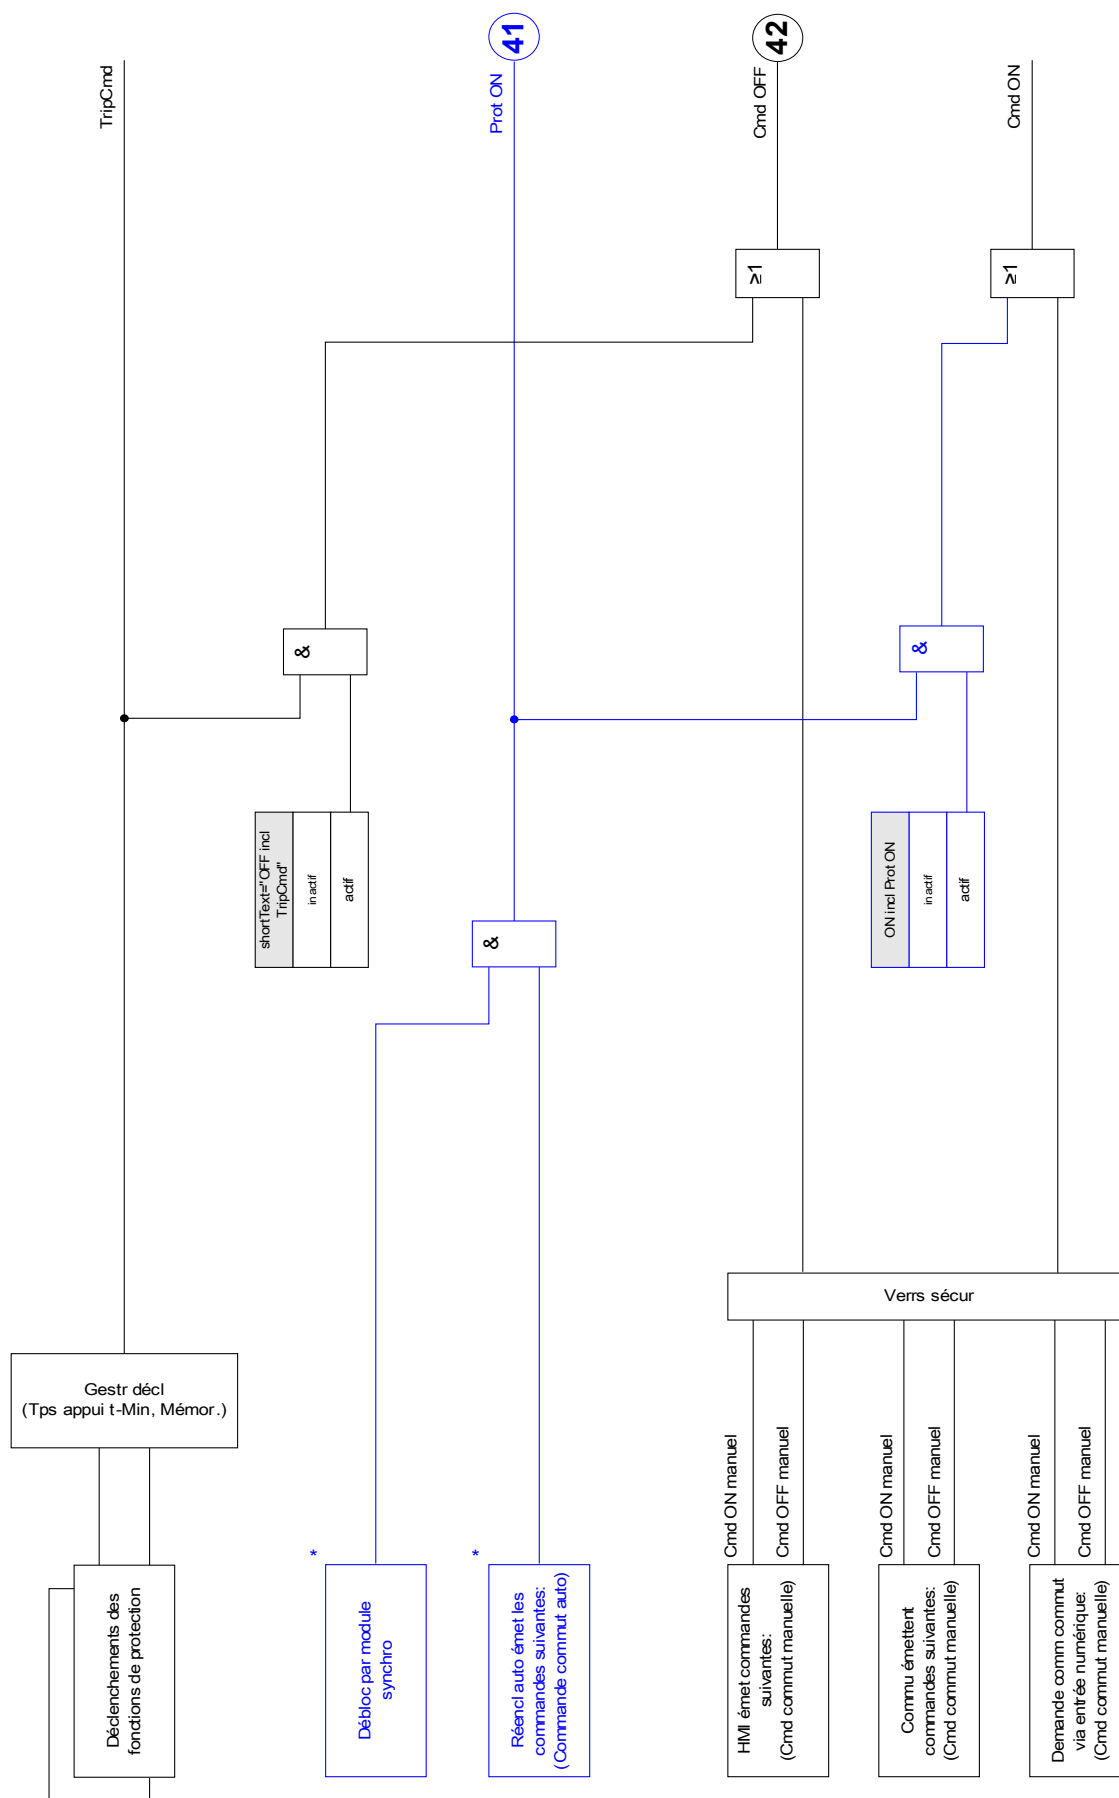 Déclenchements des
fonctions de protection
Gestr décl
(Tps appui t-Min, Mémor.)
TripCmd
shortText="OFF incl
TripCmd"
inactif
actif
&
*
Débloc par module
synchro
*
Réencl auto émet les
commandes suivantes:
(Commande commut auto)
&
Prot ON
41
HMI émet commandes
suivantes:
(Cmd commut manuelle)
Cmd ON manuel
Cmd OFF manuel
Commu émettent
commandes suivantes:
(Cmd commut manuelle)
Cmd ON manuel
Cmd OFF manuel
Demande comm commut
via entrée numérique:
(Cmd commut manuelle)
Cmd ON manuel
Cmd OFF manuel
Verrs sécur
≥1
Cmd OFF
42
ON incl Prot ON
inactif
actif
&
≥1
Cmd ON